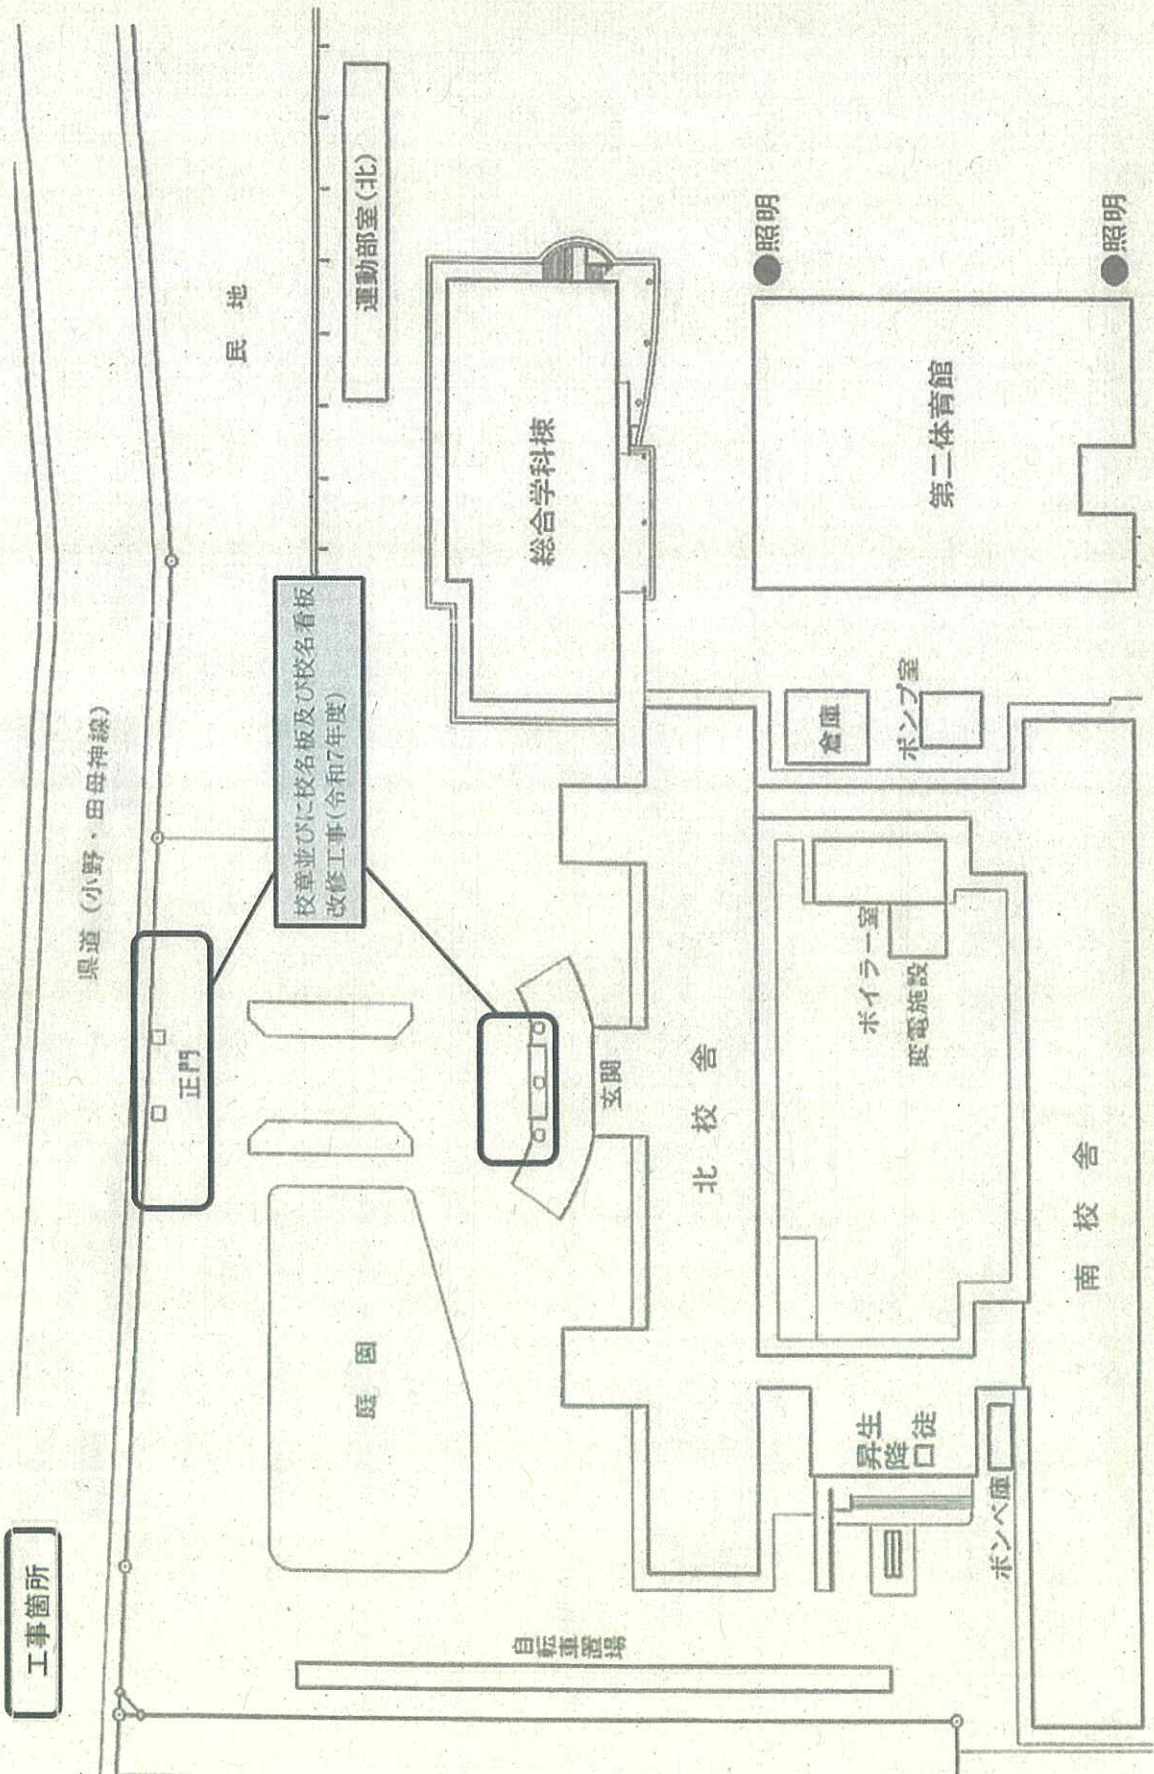 工事箇所
県道（小野・田母神線）
民地
正門
校章並びに校名板及び校名看板
改修工事（令和7年度）
運動部室（北）
庭園
玄関
総合学科棟
自転車置場
北校舎
照明
倉庫
ポンプ室
第二体育館
ボイラー室
変電施設
生徒
昇降口
ボンベ庫
南校舎
照明